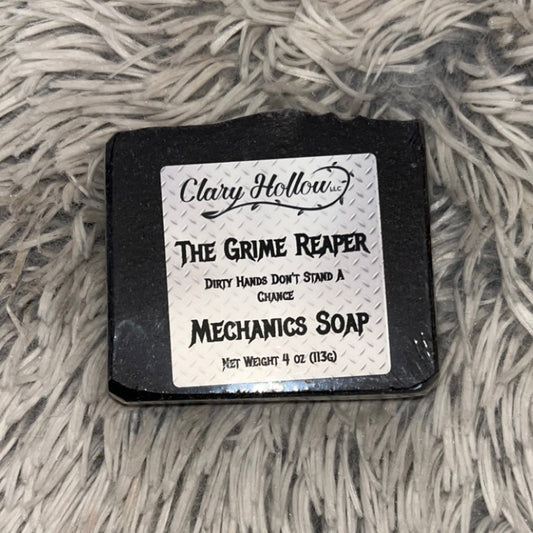 Clary Hollow LLC
The Grime Reaper
Dirty Hands Don't Stand A
Chance
Mechanics Soap
Net Weight 4 oz (113g)